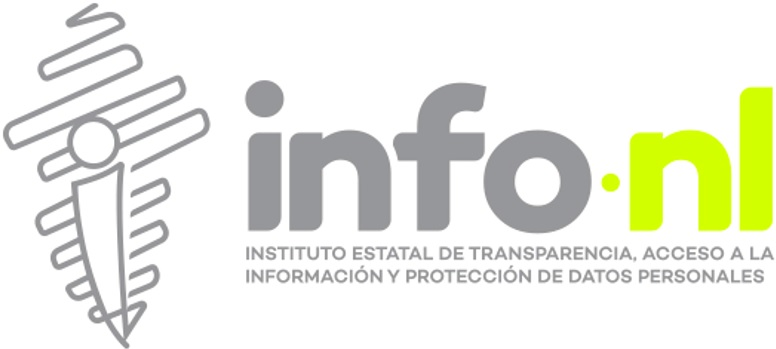 info·nl
INSTITUTO ESTATAL DE TRANSPARENCIA, ACCESO A LA
INFORMACIÓN Y PROTECCIÓN DE DATOS PERSONALES